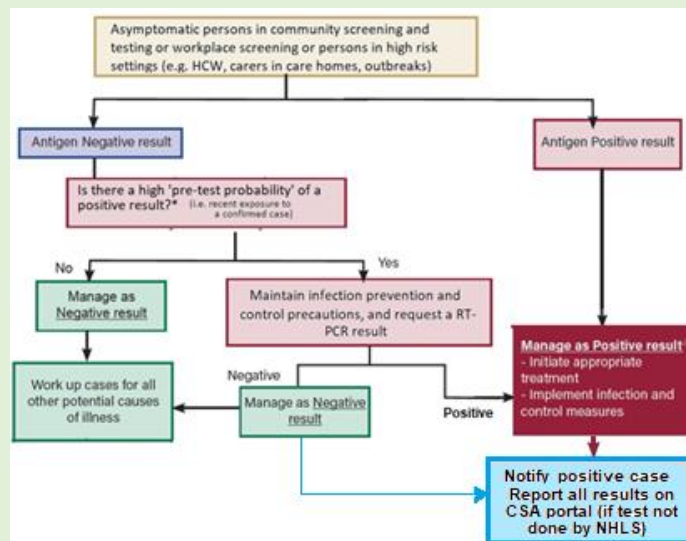 Asymptomatic persons in community screening and
testing or workplace screening or persons in high risk
settings (e.g. HCW, carers in care homes, outbreaks)
Antigen Negative result
Antigen Positive result
Is there a high 'pre-test probability' of a
positive result?* (i.e. recent exposure to
a confirmed case)
No
Yes
Manage as
Negative result
Maintain infection prevention and
control precautions, and request a RT-
PCR result
Manage as Positive result
- Initiate appropriate
treatment
- Implement infection and
control measures
Work up cases for all
other potential causes
of illness
Negative
Manage as Negative
result
Positive
Notify positive case
Report all results on
CSA portal (if test not
done by NHLS)